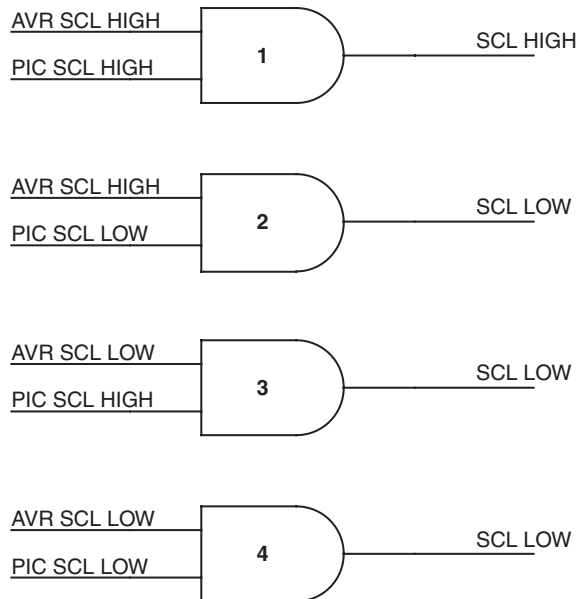 AVR SCL HIGH
PIC SCL HIGH
1
SCL HIGH
AVR SCL HIGH
PIC SCL LOW
2
SCL LOW
AVR SCL LOW
PIC SCL HIGH
3
SCL LOW
AVR SCL LOW
PIC SCL LOW
4
SCL LOW